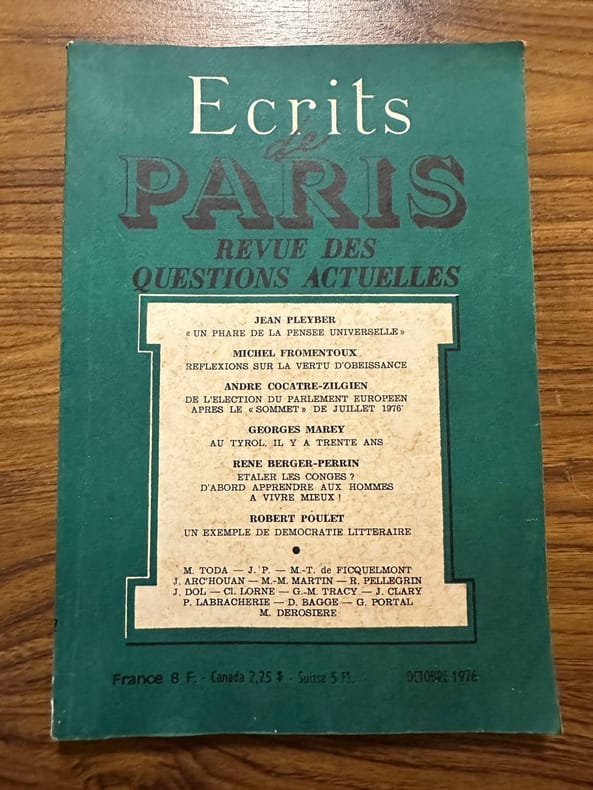 Ecrits
de
PARIS
REVUE DES
QUESTIONS ACTUELLES
JEAN PLEYBER
« UN PHARE DE LA PENSEE UNIVERSELLE »
MICHEL FROMENTOUX
REFLEXIONS SUR LA VERTU D'OBEISSANCE
ANDRE COCATRE-ZILGIEN
DE L'ELECTION DU PARLEMENT EUROPEEN
APRES LE « SOMMET » DE JUILLET 1976
GEORGES MAREY
AU TYROL, IL Y A TRENTE ANS
RENE BERGER-PERRIN
ETALER LES CONGES ?
D'ABORD APPRENDRE AUX HOMMES
A VIVRE MIEUX !
ROBERT POULET
UN EXEMPLE DE DEMOCRATIE LITTERAIRE
●
M. TODA — J. P. — M.-T. de FICQUELMONT
J. ARC'HOUAN — M.-M. MARTIN — R. PELLEGRIN
J. DOL — Cl. LORNE — G.-M. TRACY — J. CLARY
P. LABRACHERIE — D. BAGGE — G. PORTAL
M. DEROSIERE
France 8 F. - Canada 2,25 $ - Suisse 5 FS. OCTOBRE 1976